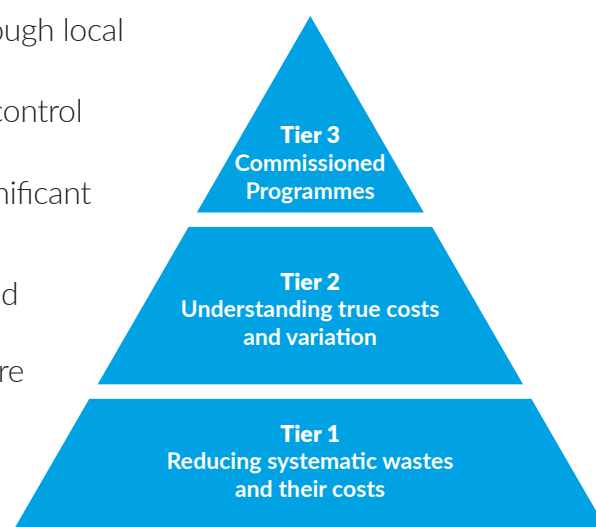 ough local
control
nificant
d
re
Tier 3
Commissioned
Programmes
Tier 2
Understanding true costs
and variation
Tier 1
Reducing systematic wastes
and their costs